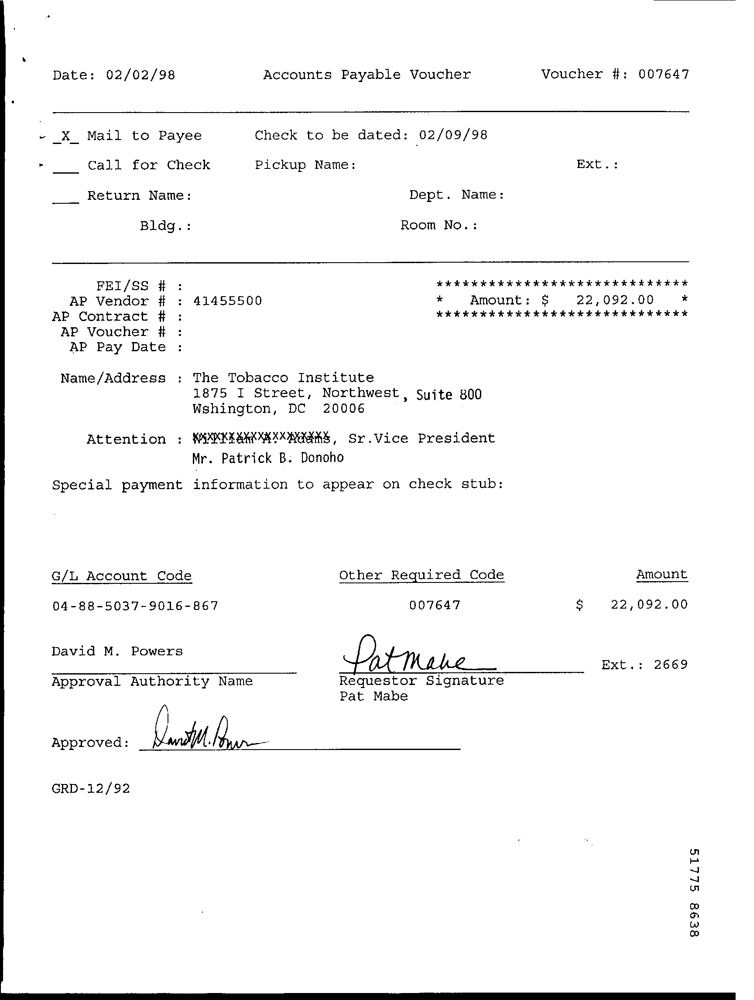 Date: 02/02/98 Accounts Payable Voucher Voucher #: 007647
_X_ Mail to Payee Check to be dated: 02/09/98
___ Call for Check Pickup Name: Ext.:
___ Return Name: Dept. Name:
Bldg.: Room No.:
FEI/SS # : *****************************
AP Vendor # : 41455500 * Amount: $ 22,092.00 *
AP Contract # : *****************************
AP Voucher # :
AP Pay Date :
Name/Address : The Tobacco Institute
1875 I Street, Northwest, Suite 800
Wshington, DC 20006
Attention : Sr.Vice President
Mr. Patrick B. Donoho
Special payment information to appear on check stub:
G/L Account Code Other Required Code Amount
04-88-5037-9016-867 007647 $ 22,092.00
David M. Powers Pat Mabe Ext.: 2669
Approval Authority Name Requestor Signature
Pat Mabe
Approved: David M. Powers
GRD-12/92
51775 8638